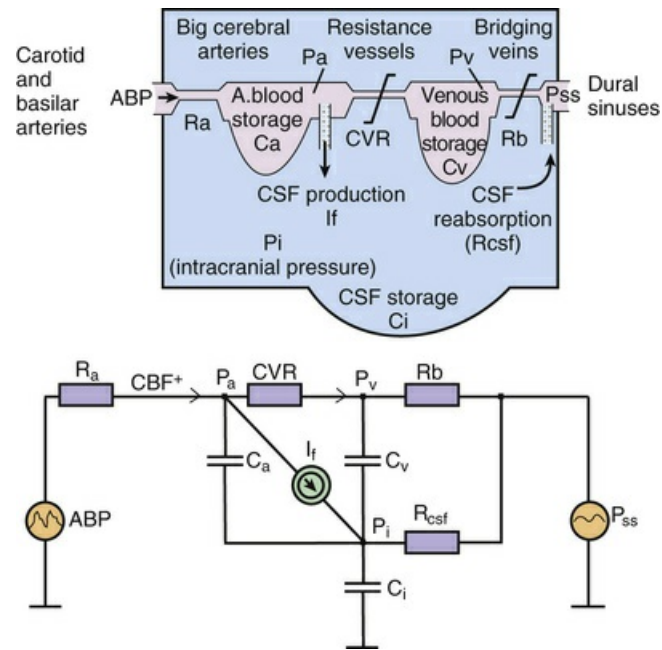 Big cerebral
arteries
Resistance
vessels
Bridging
veins
Carotid
and
basilar
arteries
ABP
Ra
Pa
A.blood
storage
Ca
CVR
Pv
Venous
blood
storage
Cv
Rb
Pss
Dural
sinuses
CSF production
If
CSF
reabsorption
(Rcsf)
Pi
(intracranial pressure)
CSF storage
Ci
Ra
CBF+
Pa
CVR
Pv
Rb
Ca
If
Cv
Pi
Rcsf
ABP
Pss
Ci